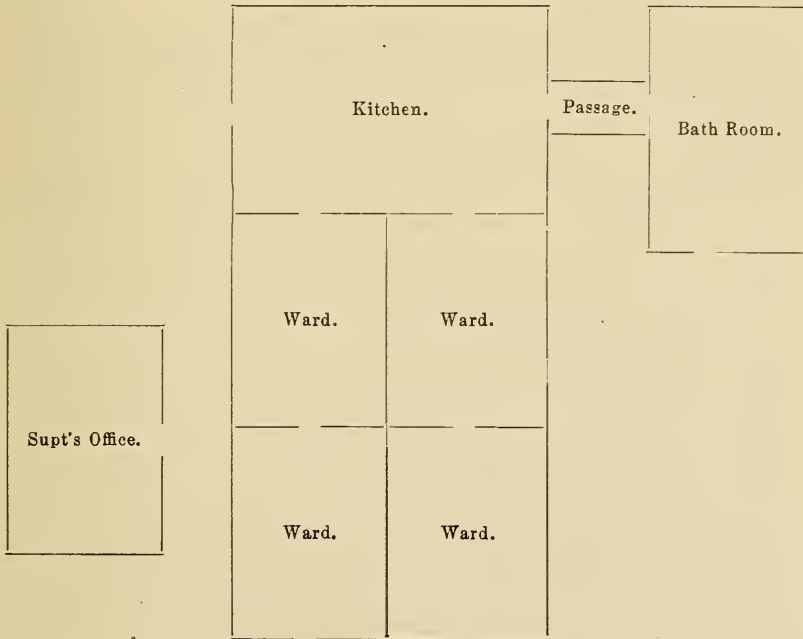 Kitchen.
Passage.
Bath Room.
Ward.
Ward.
Supt's Office.
Ward.
Ward.